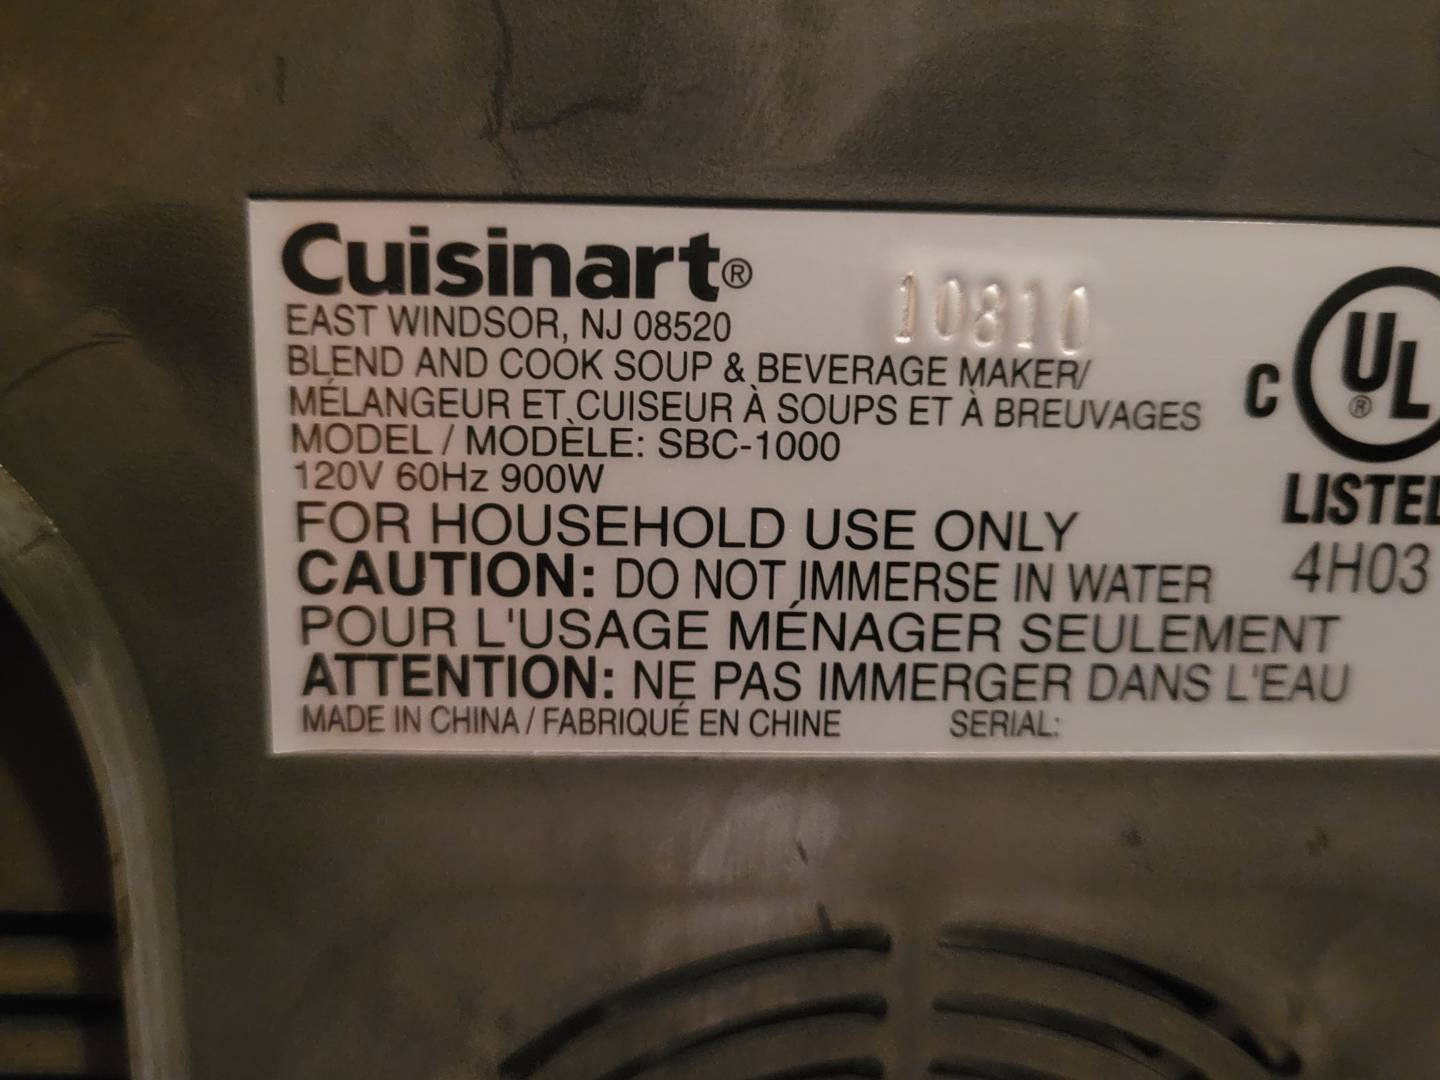 Cuisinart®
10810
EAST WINDSOR, NJ 08520
BLEND AND COOK SOUP & BEVERAGE MAKER/
MÉLANGEUR ET CUISEUR À SOUPS ET À BREUVAGES
MODEL / MODÈLE: SBC-1000
120V 60Hz 900W
FOR HOUSEHOLD USE ONLY
CAUTION: DO NOT IMMERSE IN WATER
POUR L'USAGE MÉNAGER SEULEMENT
ATTENTION: NE PAS IMMERGER DANS L'EAU
MADE IN CHINA / FABRIQUÉ EN CHINE SERIAL:
C UL ®
LISTED
4H03